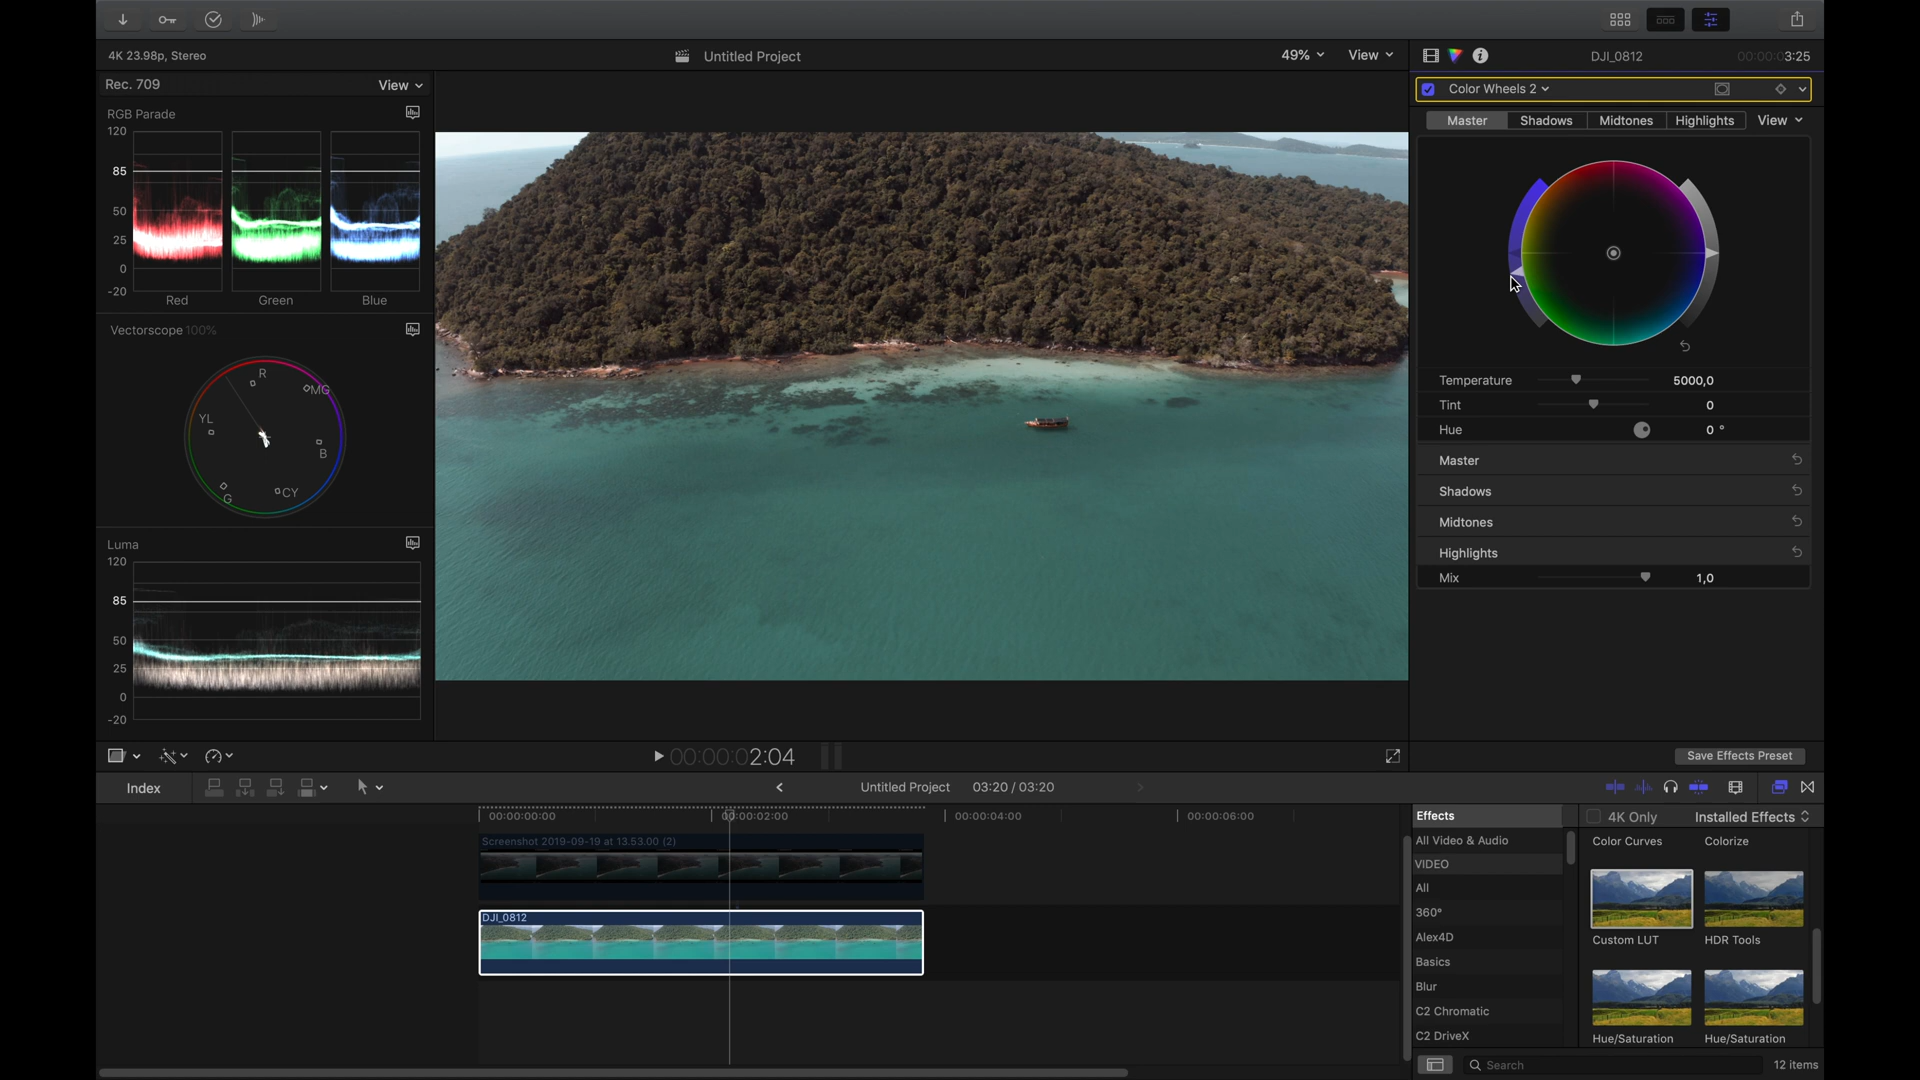 4K 23.98p, Stereo
Untitled Project
49%
View
DJI_0812
00:00:03:25
Rec. 709
View
Color Wheels 2
RGB Parade
Master
Shadows
Midtones
Highlights
View
120
85
50
25
0
-20
Red
Green
Blue
Vectorscope 100%
R
MG
YL
B
G
CY
Temperature
5000,0
Tint
0
Hue
0 °
Master
Shadows
Midtones
Highlights
Mix
1,0
Luma
120
85
50
25
0
-20
00:00:02:04
Save Effects Preset
Index
Untitled Project
03:20 / 03:20
00:00:00:00
00:00:02:00
00:00:04:00
00:00:06:00
Screenshot 2019-09-19 at 13.53.00 (2)
DJI_0812
Effects
4K Only
Installed Effects
All Video & Audio
VIDEO
All
360°
Alex4D
Basics
Blur
C2 Chromatic
C2 DriveX
Color Curves
Colorize
Custom LUT
HDR Tools
Hue/Saturation
Hue/Saturation
Search
12 items